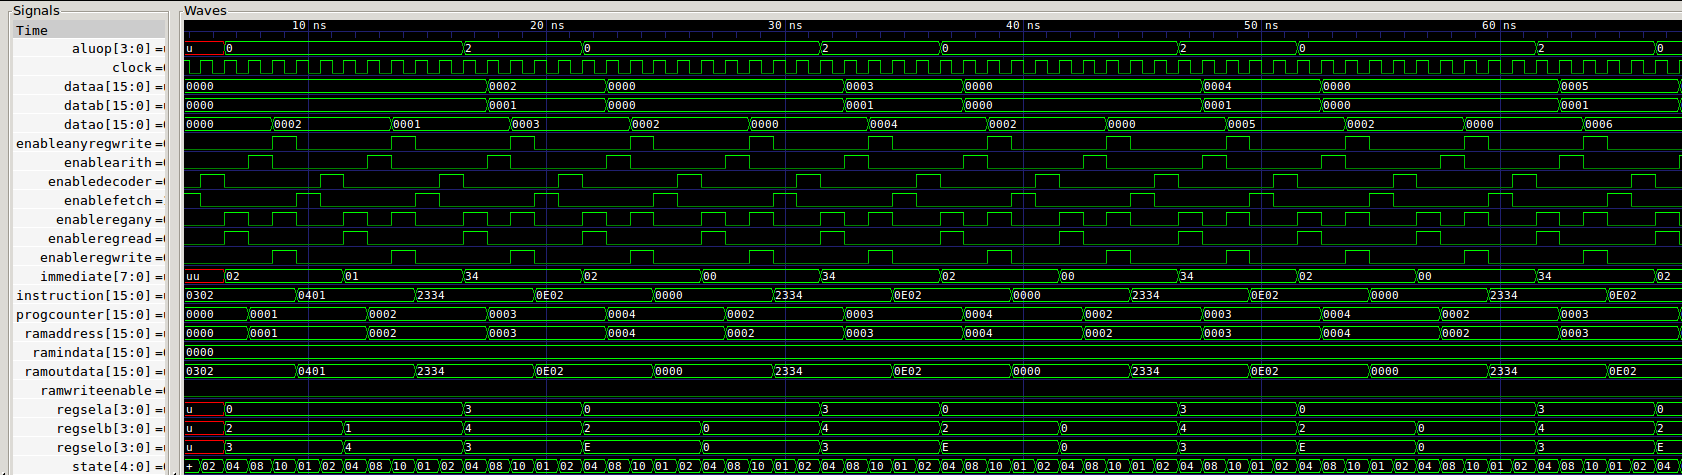 Signals Waves
Time 10 ns 20 ns 30 ns 40 ns 50 ns 60 ns
aluop[3:0] = u 0 2 0 2 0 2 0 2 0
clock =
dataa[15:0] = 0000 0002 0000 0003 0000 0004 0000 0005
datab[15:0] = 0000 0001 0000 0001 0000 0001 0000 0001
datao[15:0] = 0000 0002 0001 0003 0002 0000 0004 0002 0000 0005 0002 0000 0006
enableanyregwrite =
enablearith =
enabledecoder =
enablefetch =
enableregany =
enableregread =
enableregwrite =
immediate[7:0] = uu 02 01 34 02 00 34 02 00 34 02 00 34 02
instruction[15:0] = 0302 0401 2334 0E02 0000 2334 0E02 0000 2334 0E02 0000 2334 0E02
progcounter[15:0] = 0000 0001 0002 0003 0004 0002 0003 0004 0002 0003 0004 0002 0003
ramaddress[15:0] = 0000 0001 0002 0003 0004 0002 0003 0004 0002 0003 0004 0002 0003
ramindata[15:0] = 0000
ramoutdata[15:0] = 0302 0401 2334 0E02 0000 2334 0E02 0000 2334 0E02 0000 2334 0E02
ramwriteenable =
regsela[3:0] = u 0 3 0 3 0 3 0 3 0
regselb[3:0] = u 2 1 4 2 0 4 2 0 4 2 0 4 2
regselo[3:0] = u 3 4 3 E 0 3 E 0 3 E 0 3 E
state[4:0] = + 02 04 08 10 01 02 04 08 10 01 02 04 08 10 01 02 04 08 10 01 02 04 08 10 01 02 04 08 10 01 02 04 08 10 01 02 04 08 10 01 02 04 08 10 01 02 04 08 10 01 02 04 08 10 01 02 04 08 10 01 02 04